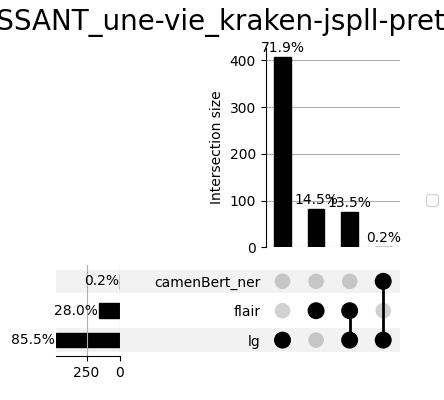 SSANT_une-vie_kraken-jspll-pret
71.9%
400
300
200
100
0
Intersection size
14.5%
13.5%
0.2%
0.2% camenBert_ner
28.0% flair
85.5% lg
250 0